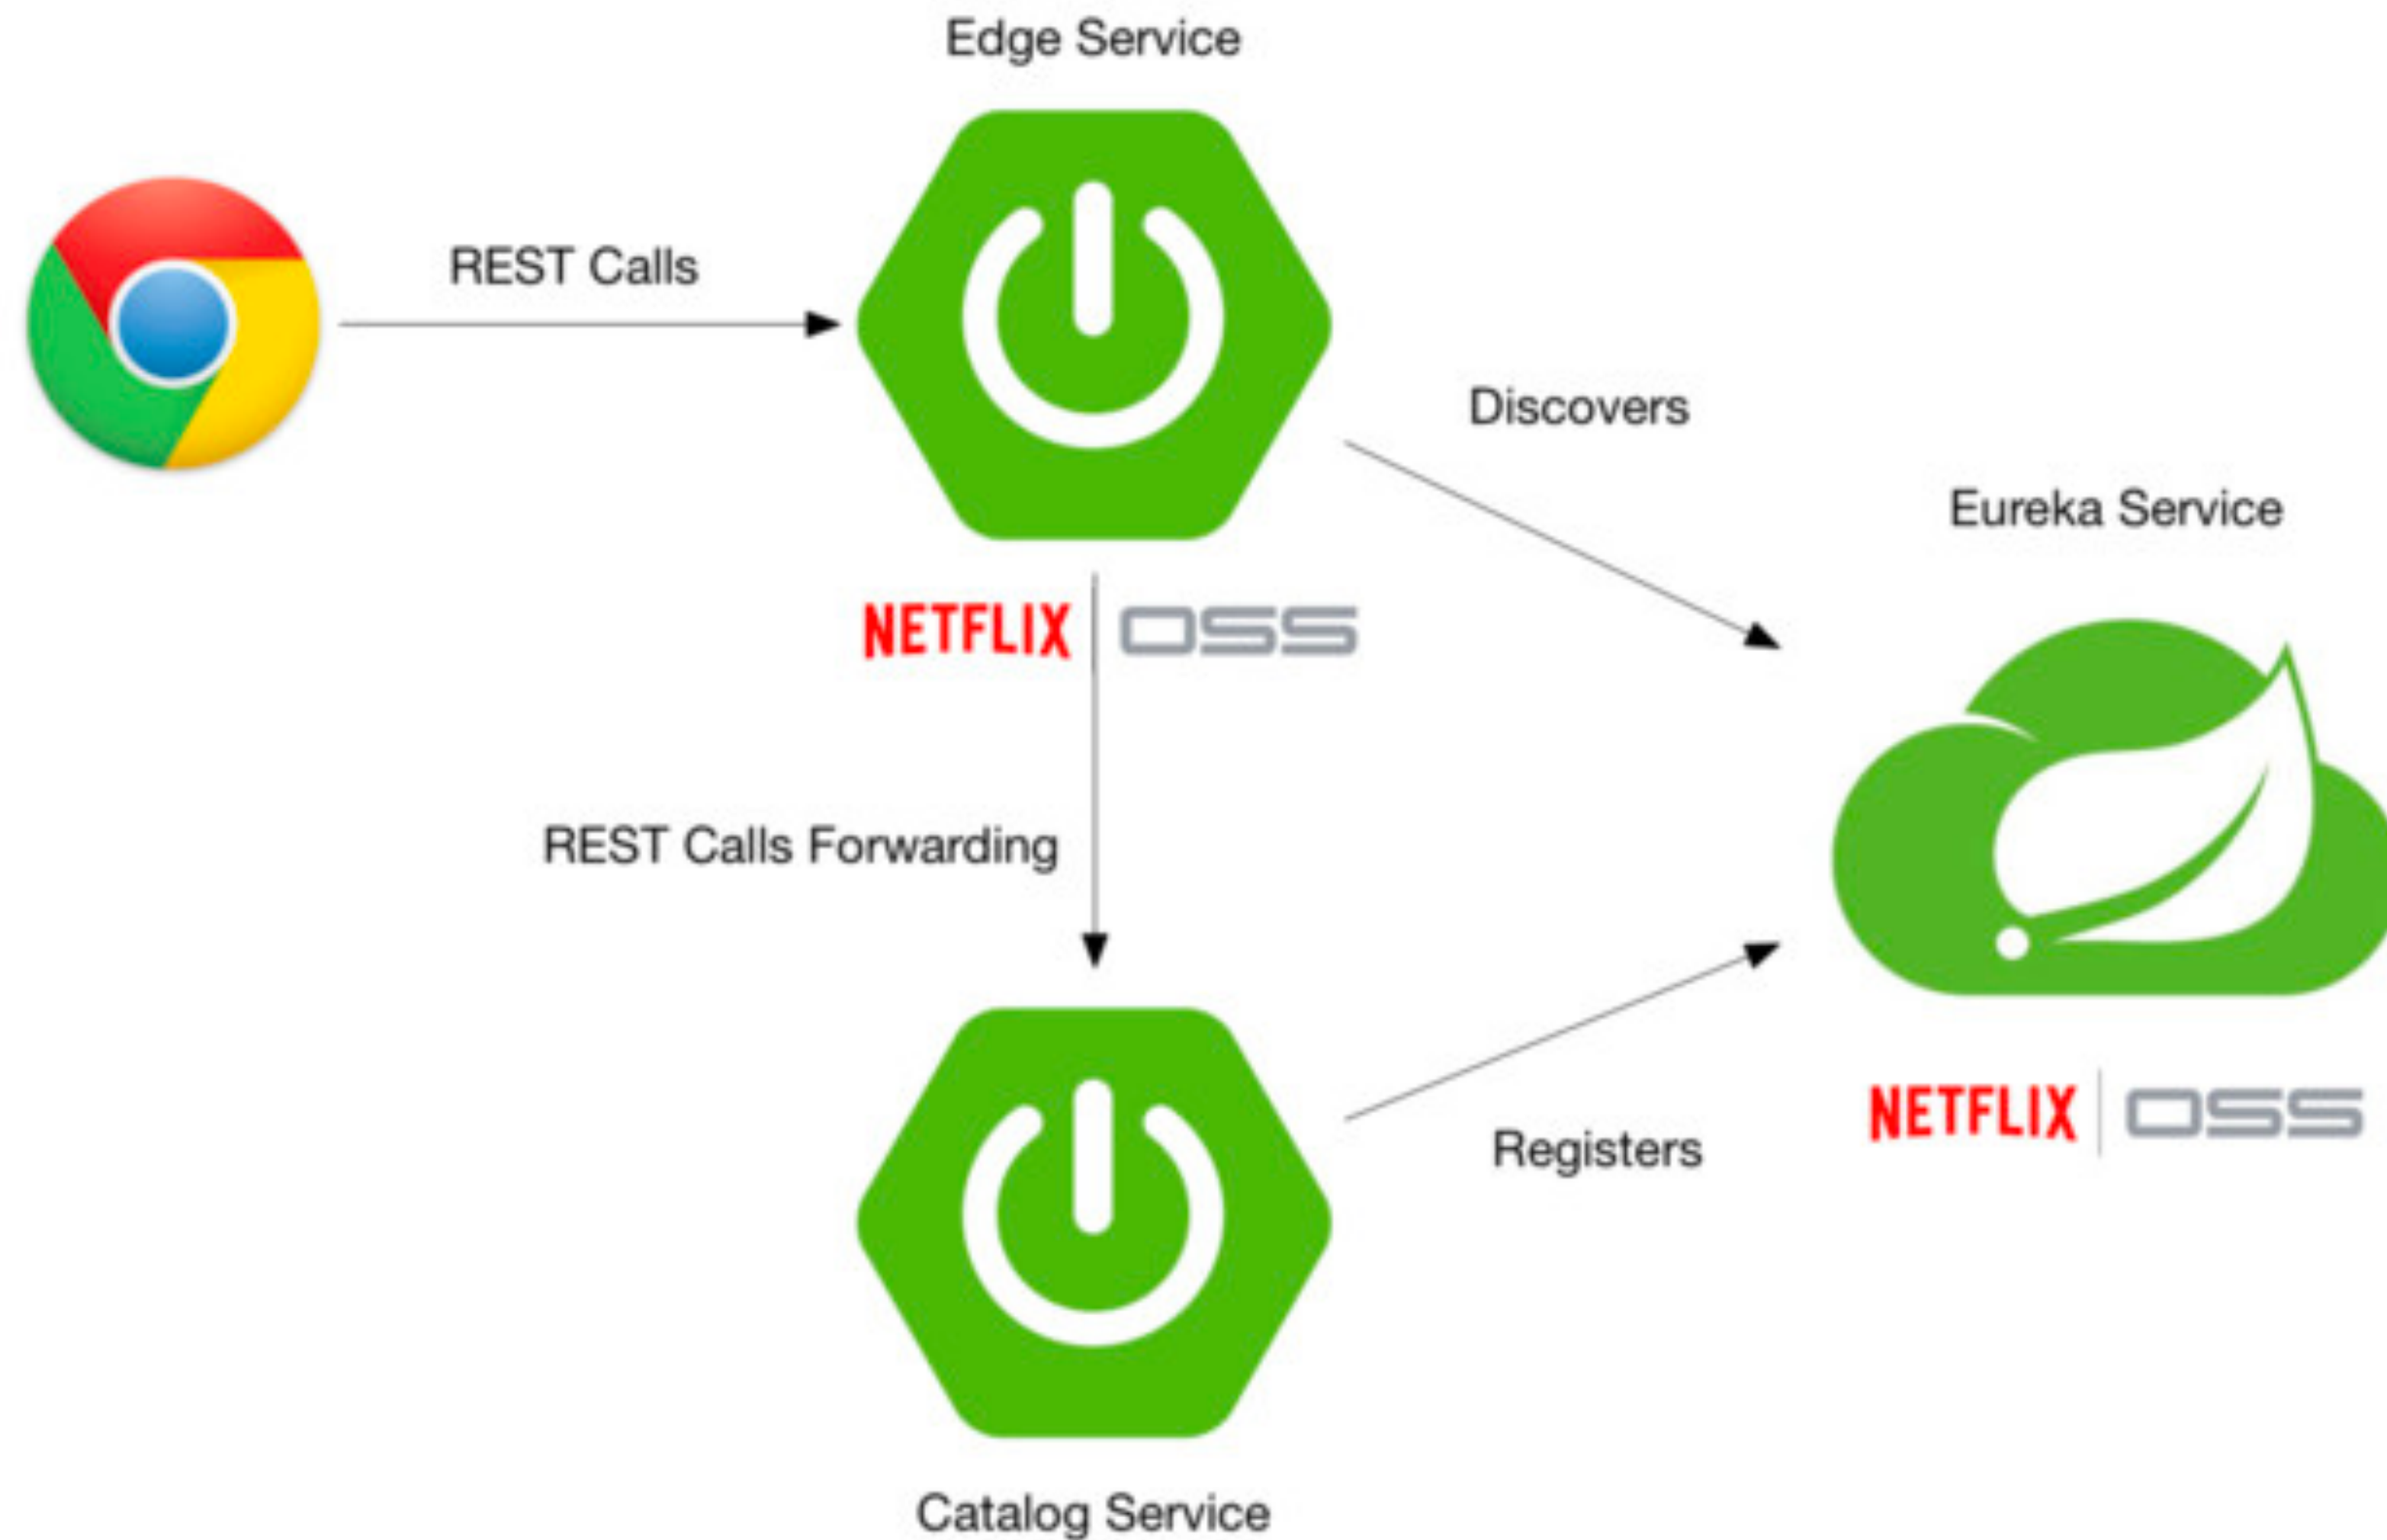 Edge Service
REST Calls
Discovers
Eureka Service
NETFLIX OSS
REST Calls Forwarding
NETFLIX OSS
Registers
Catalog Service